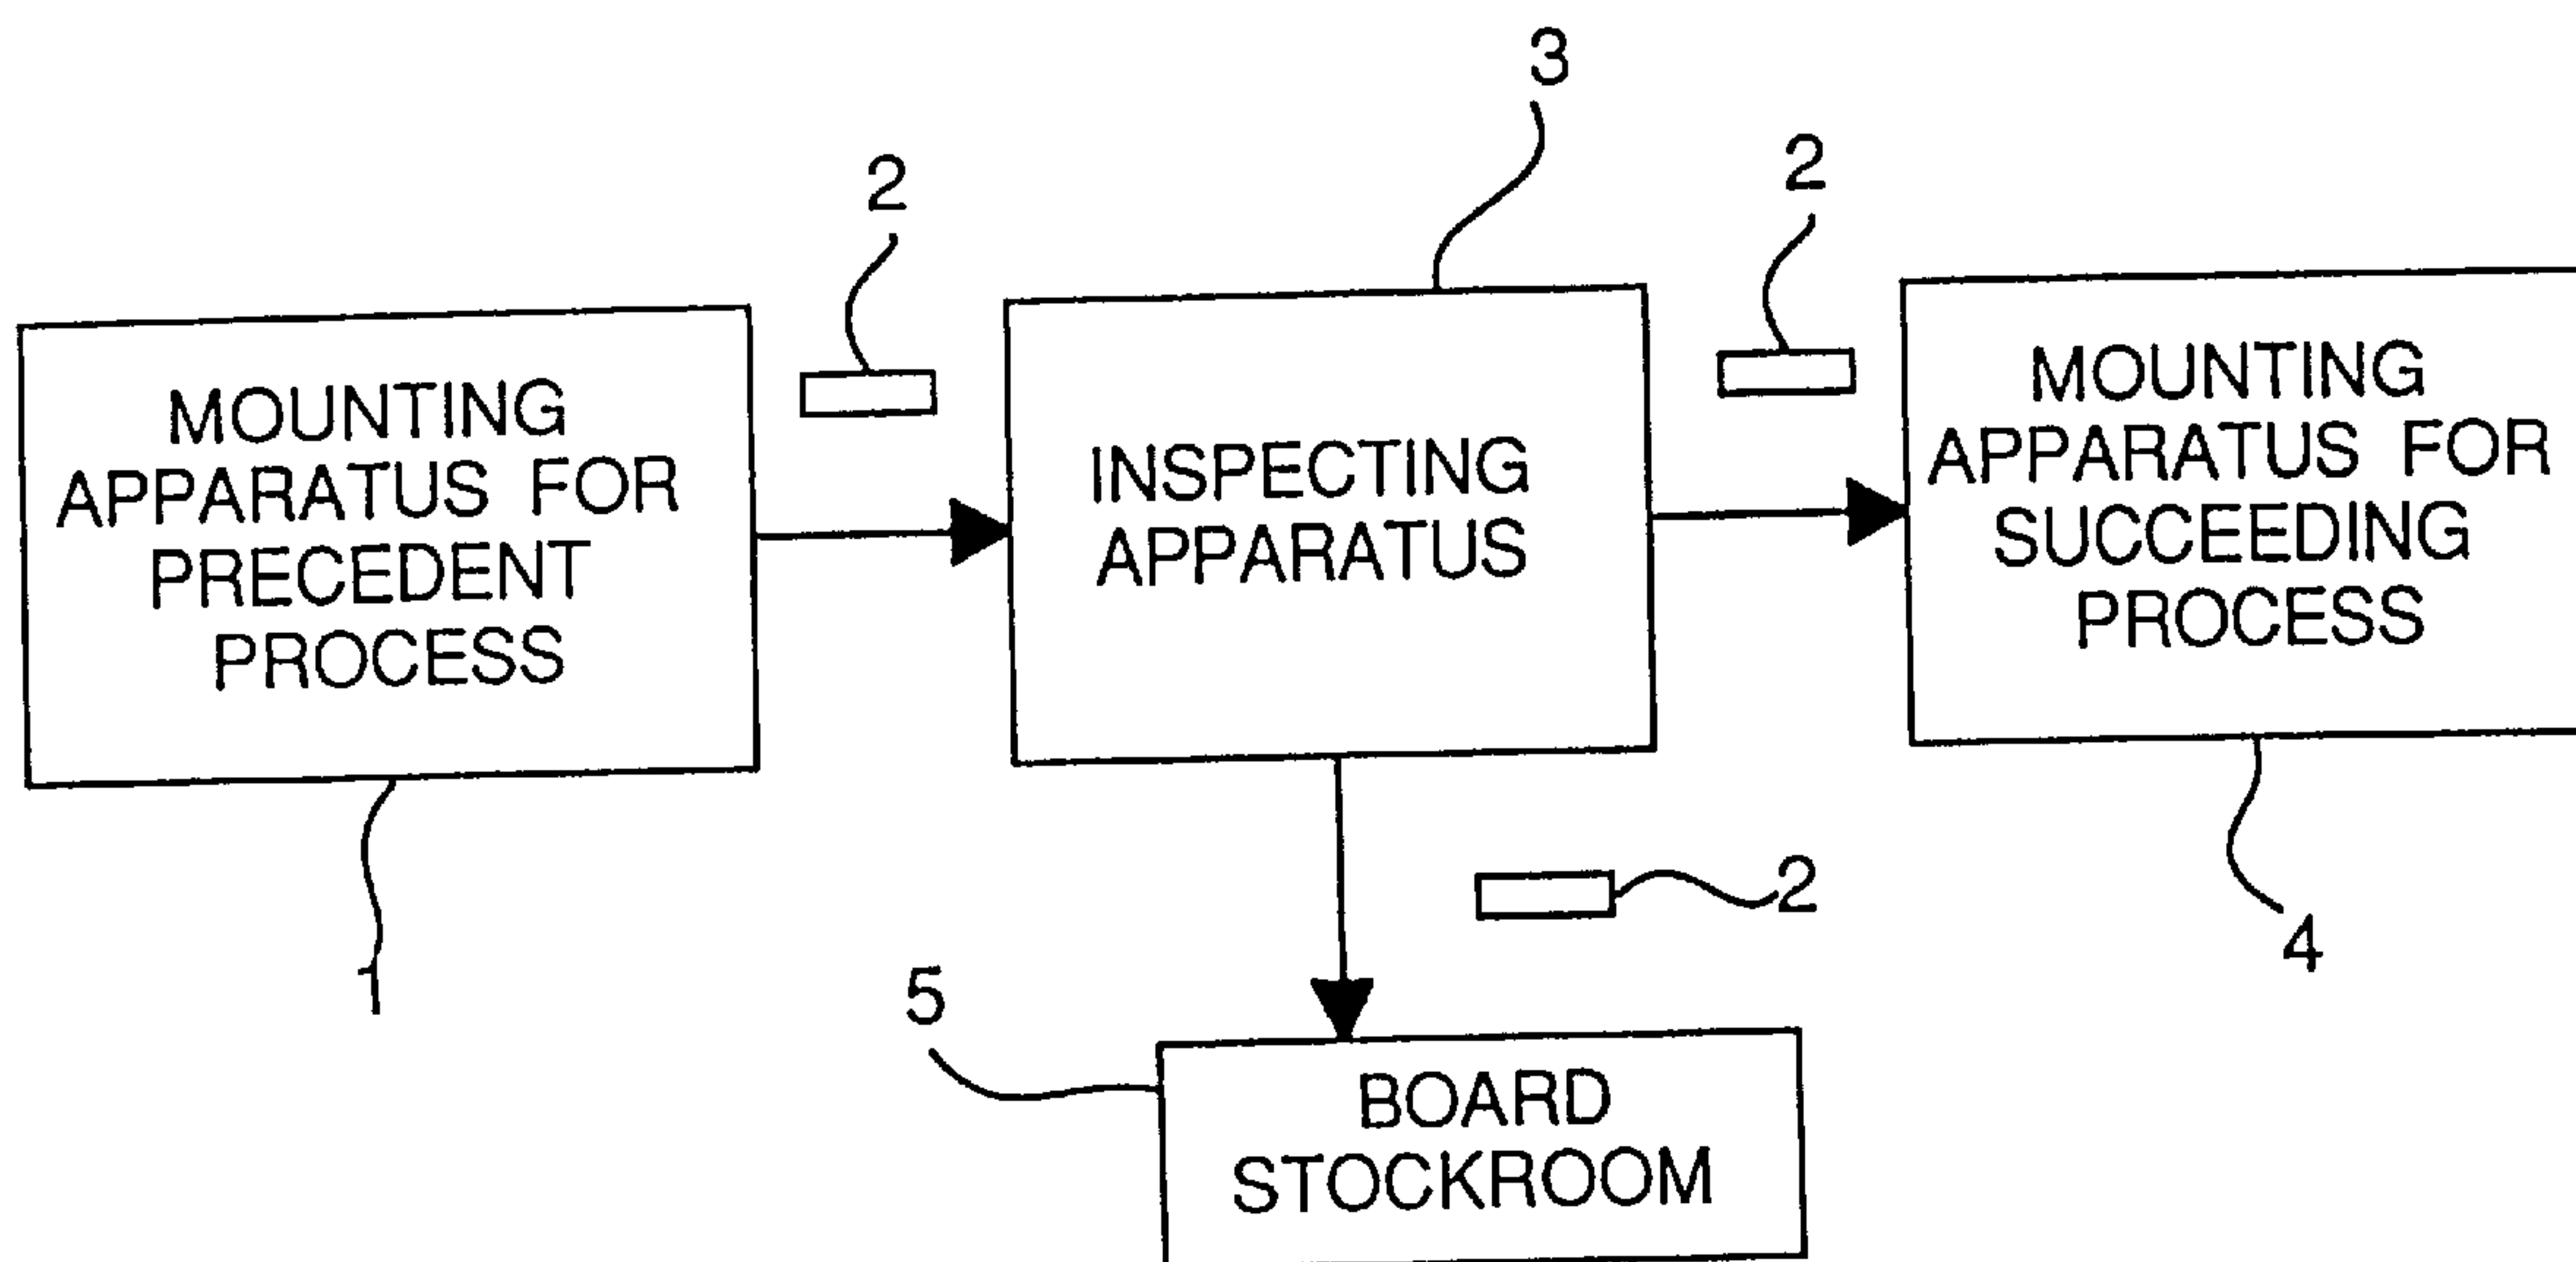 3
2
2
MOUNTING
APPARATUS FOR
PRECEDENT
PROCESS
INSPECTING
APPARATUS
MOUNTING
APPARATUS FOR
SUCCEEDING
PROCESS
2
1
4
5
BOARD
STOCKROOM